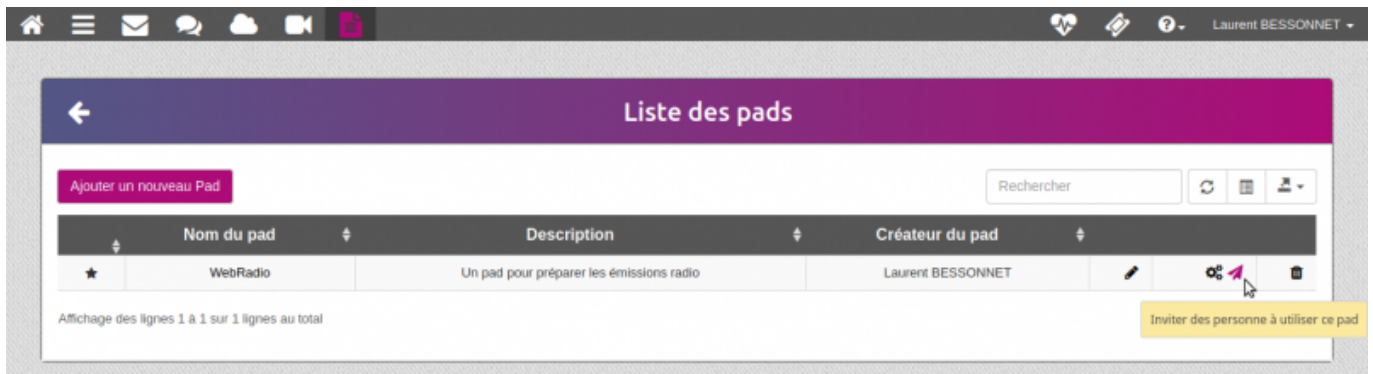 Laurent BESSONNET
Liste des pads
Ajouter un nouveau Pad
Rechercher
Nom du pad Description Créateur du pad
WebRadio Un pad pour préparer les émissions radio Laurent BESSONNET
Affichage des lignes 1 à 1 sur 1 lignes au total
Inviter des personne à utiliser ce pad